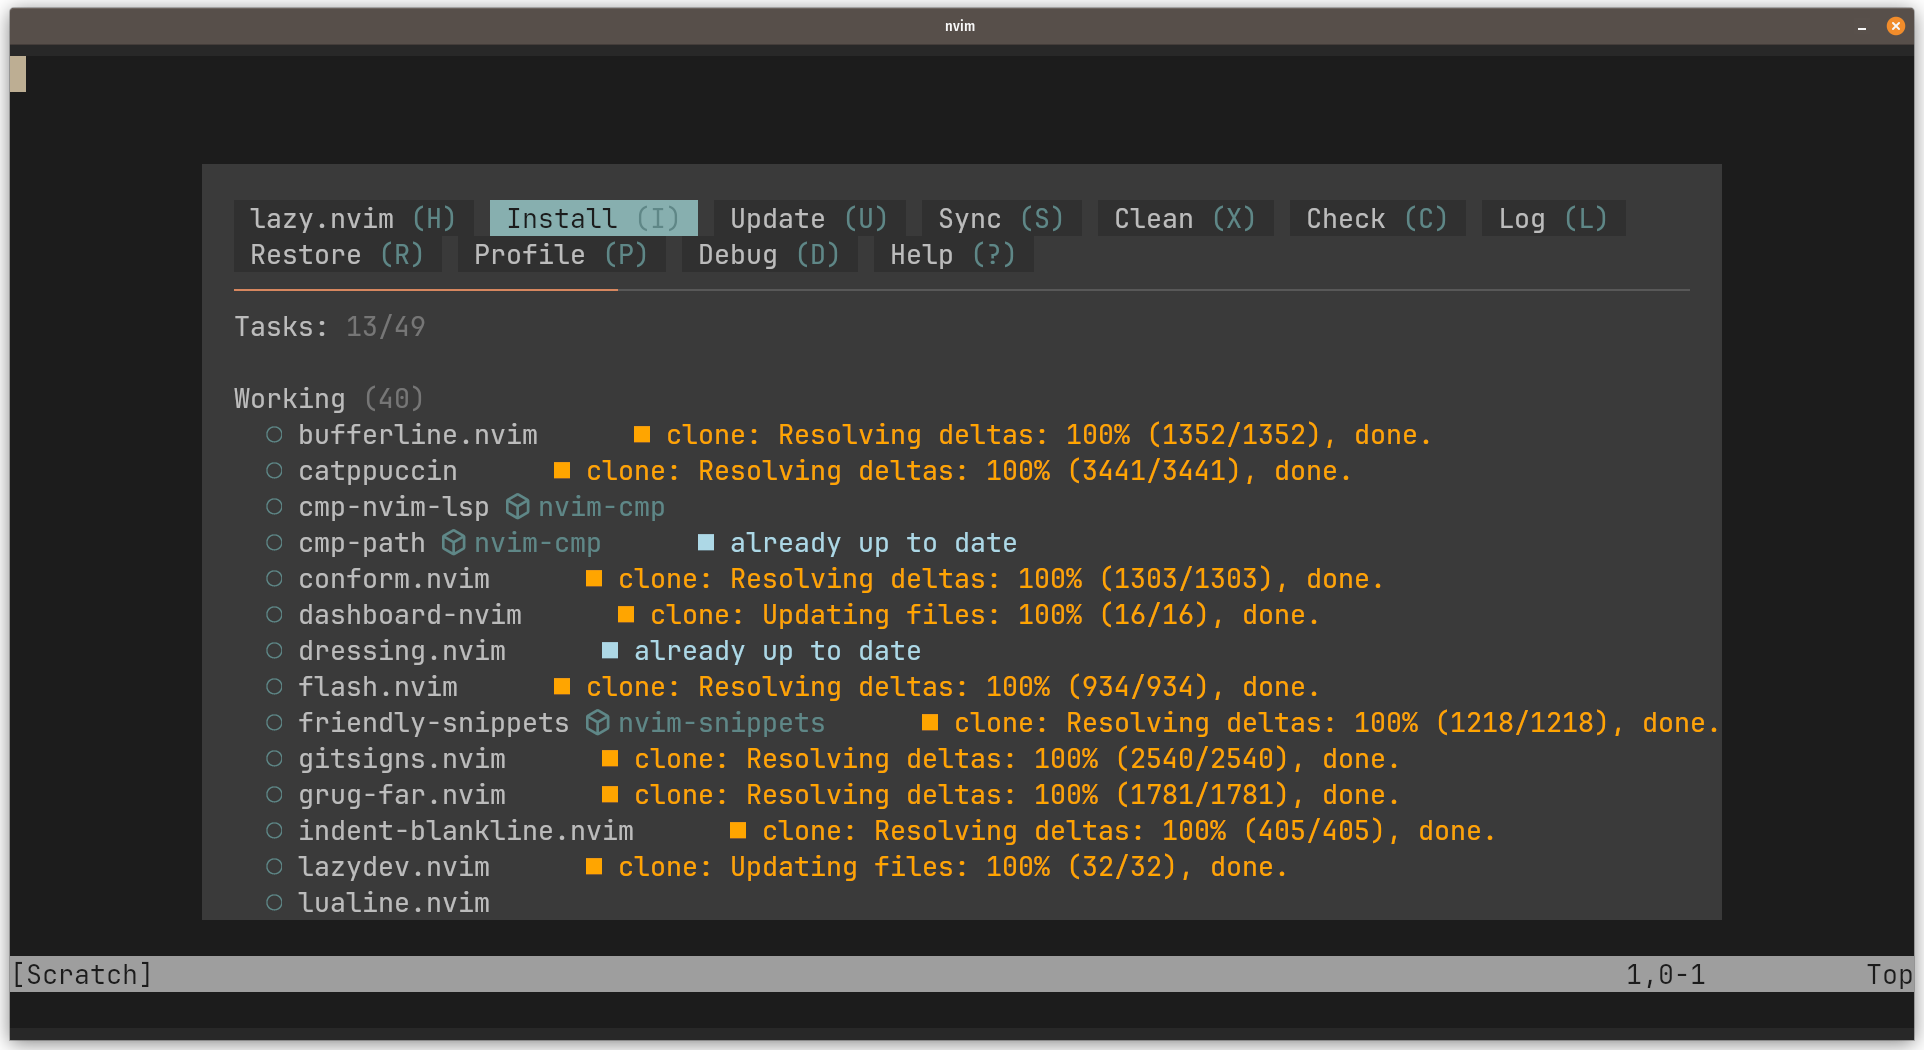 nvim
lazy.nvim (H) Install (I) Update (U) Sync (S) Clean (X) Check (C) Log (L)
Restore (R) Profile (P) Debug (D) Help (?)
Tasks: 13/49
Working (40)
○ bufferline.nvim ■ clone: Resolving deltas: 100% (1352/1352), done.
○ catppuccin ■ clone: Resolving deltas: 100% (3441/3441), done.
○ cmp-nvim-lsp nvim-cmp
○ cmp-path nvim-cmp ■ already up to date
○ conform.nvim ■ clone: Resolving deltas: 100% (1303/1303), done.
○ dashboard-nvim ■ clone: Updating files: 100% (16/16), done.
○ dressing.nvim ■ already up to date
○ flash.nvim ■ clone: Resolving deltas: 100% (934/934), done.
○ friendly-snippets nvim-snippets ■ clone: Resolving deltas: 100% (1218/1218), done.
○ gitsigns.nvim ■ clone: Resolving deltas: 100% (2540/2540), done.
○ grug-far.nvim ■ clone: Resolving deltas: 100% (1781/1781), done.
○ indent-blankline.nvim ■ clone: Resolving deltas: 100% (405/405), done.
○ lazydev.nvim ■ clone: Updating files: 100% (32/32), done.
○ lualine.nvim
[Scratch] 1,0-1 Top